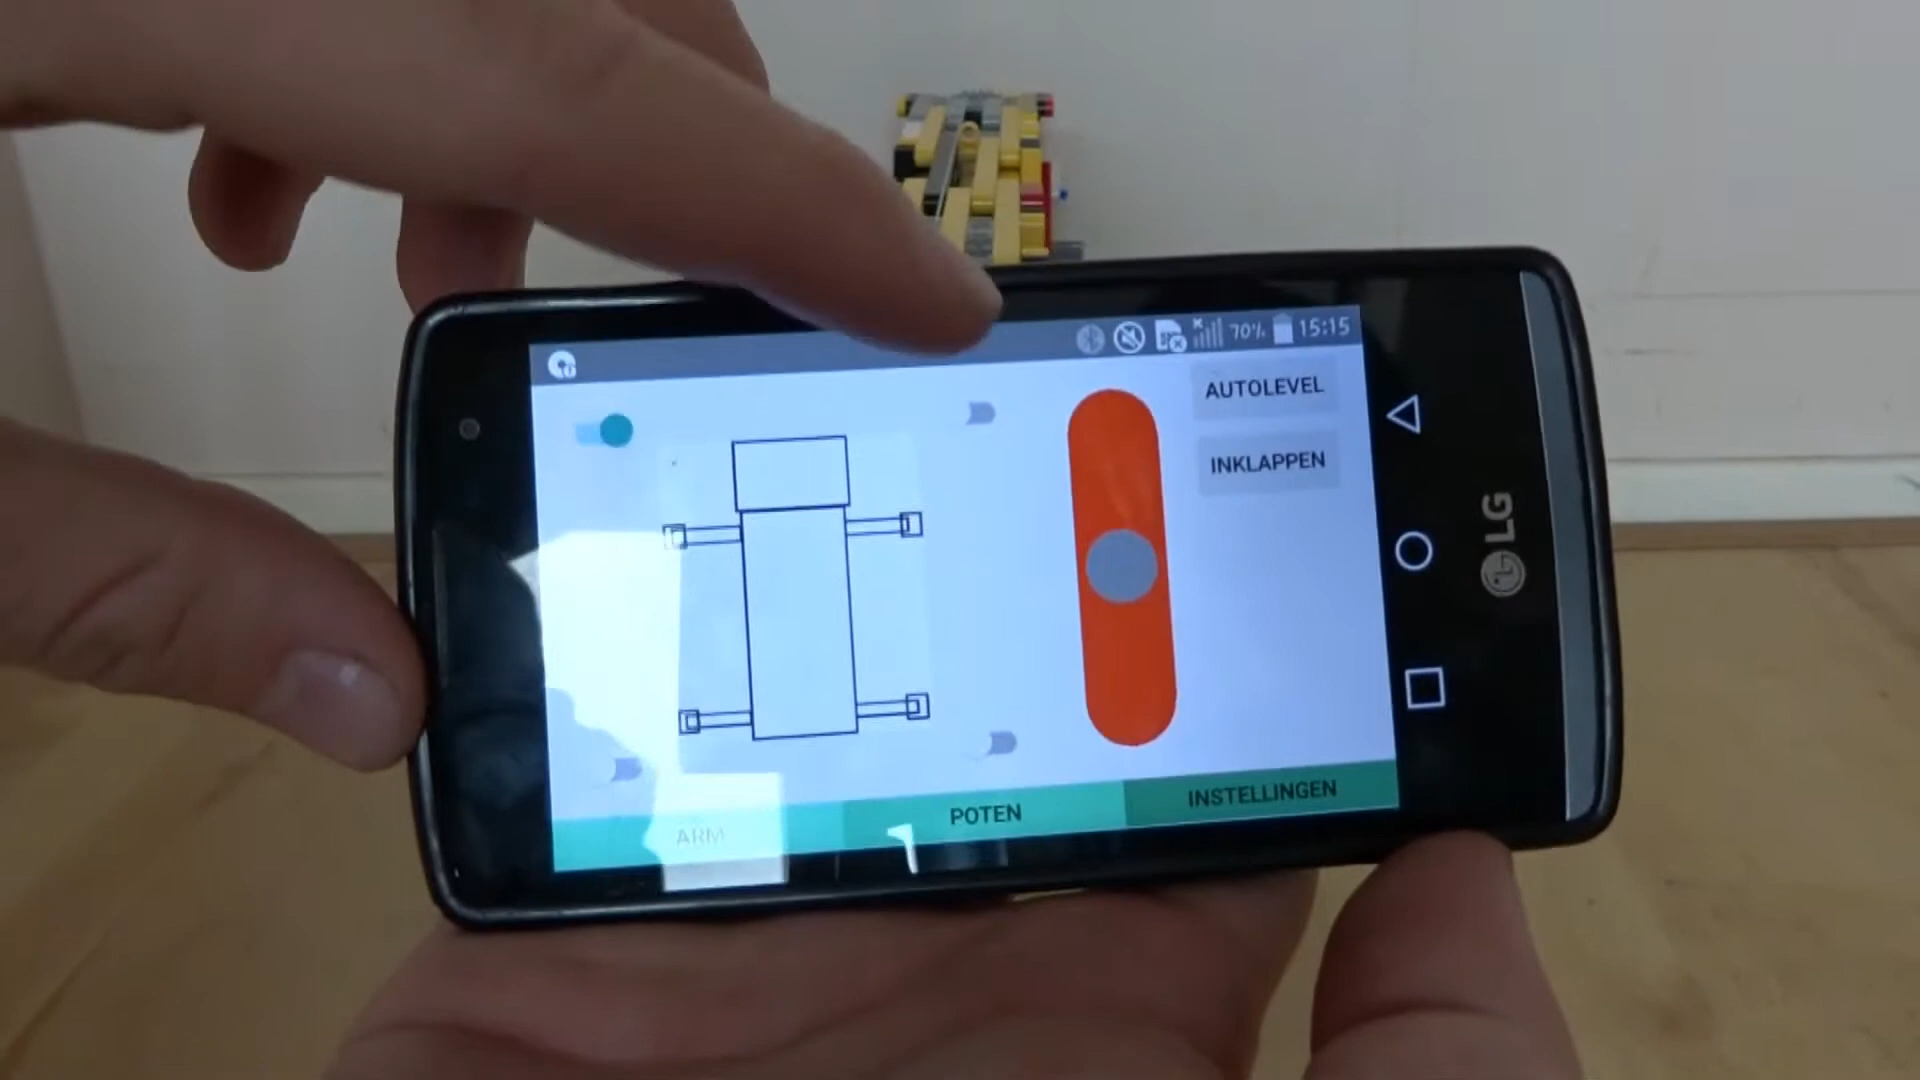 70% 15:15
AUTOLEVEL
INKLAPPEN
ARM
POTEN
INSTELLINGEN
LG